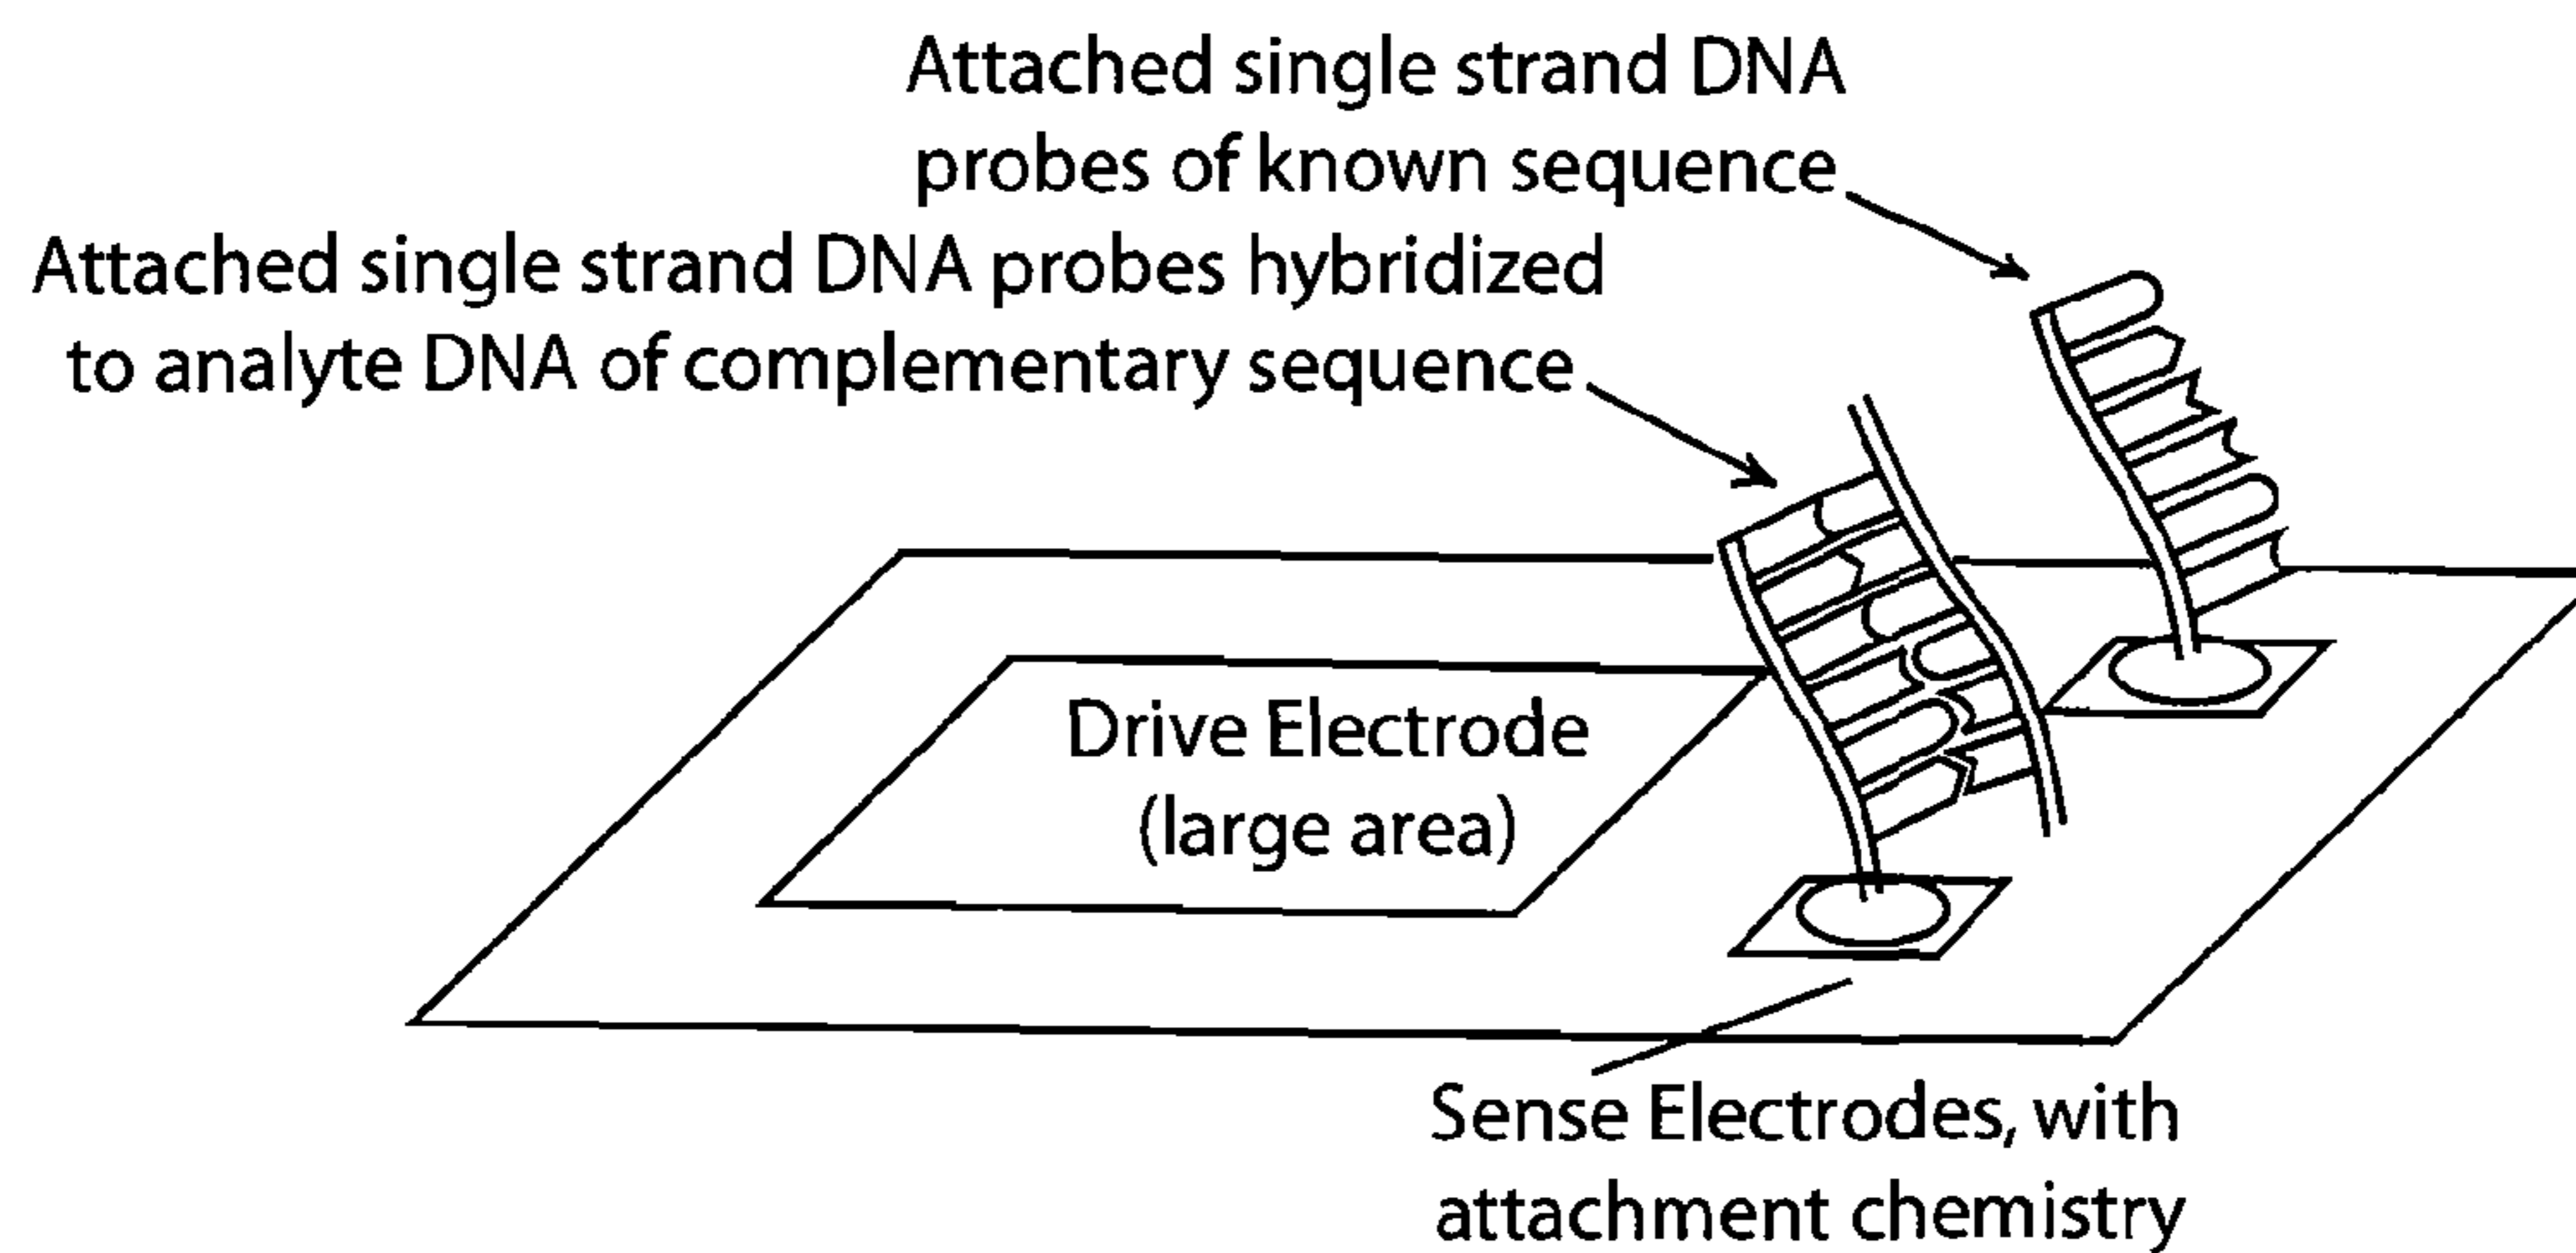 Attached single strand DNA
probes of known sequence
Attached single strand DNA probes hybridized
to analyte DNA of complementary sequence
Drive Electrode
(large area)
Sense Electrodes, with
attachment chemistry